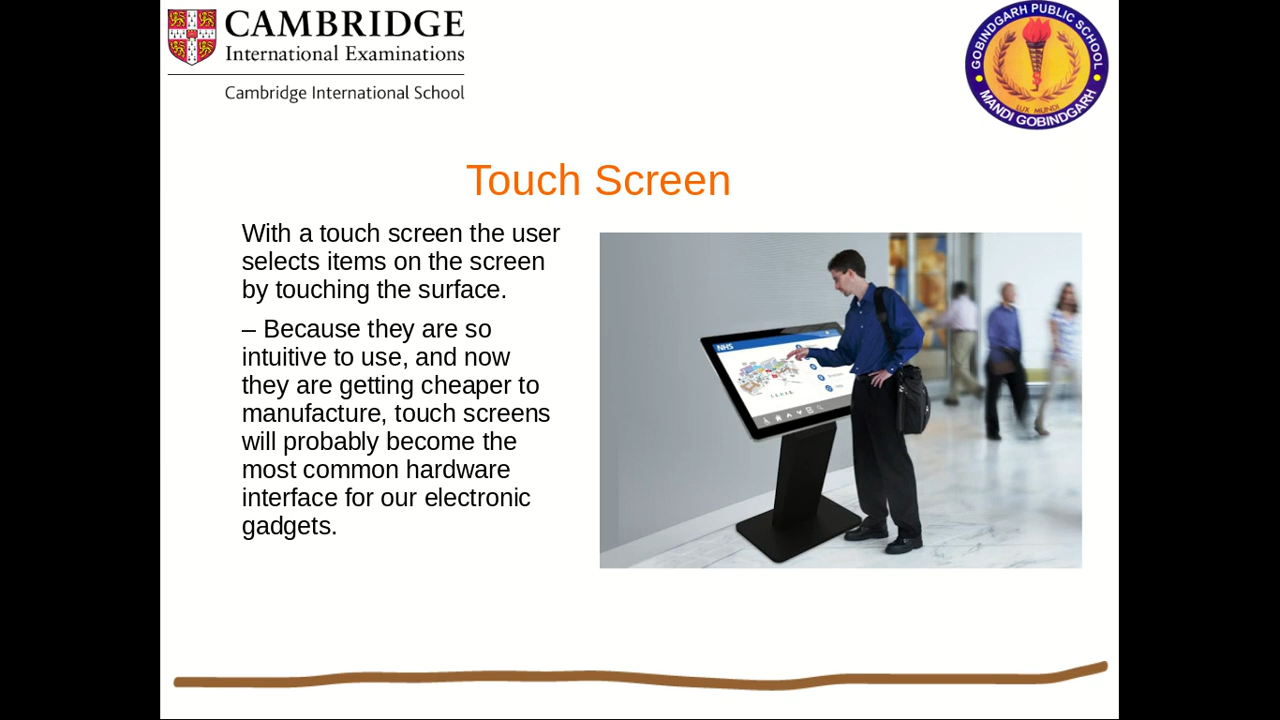 CAMBRIDGE
International Examinations
Cambridge International School
GOBINDGARH PUBLIC SCHOOL
LUX MUNDI
MANDI GOBINDGARH
Touch Screen
With a touch screen the user
selects items on the screen
by touching the surface.
– Because they are so
intuitive to use, and now
they are getting cheaper to
manufacture, touch screens
will probably become the
most common hardware
interface for our electronic
gadgets.
NHS